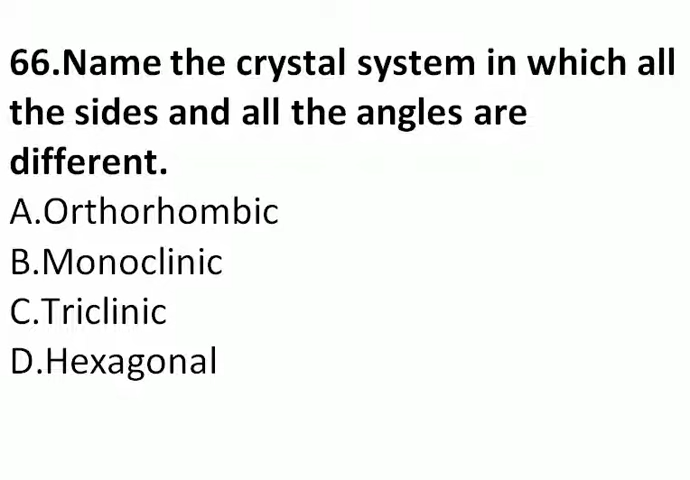 66.Name the crystal system in which all
the sides and all the angles are
different.
A.Orthorhombic
B.Monoclinic
C.Triclinic
D.Hexagonal